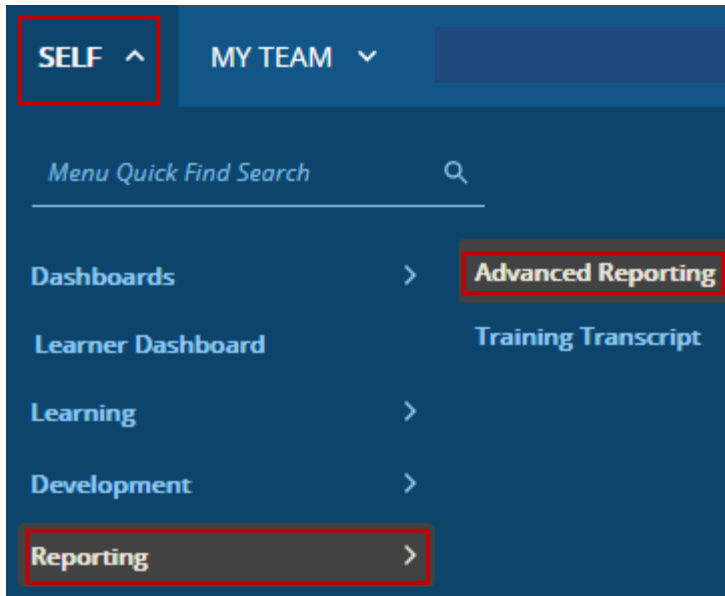 SELF
MY TEAM
Menu Quick Find Search
Dashboards
Learner Dashboard
Learning
Development
Reporting
Advanced Reporting
Training Transcript